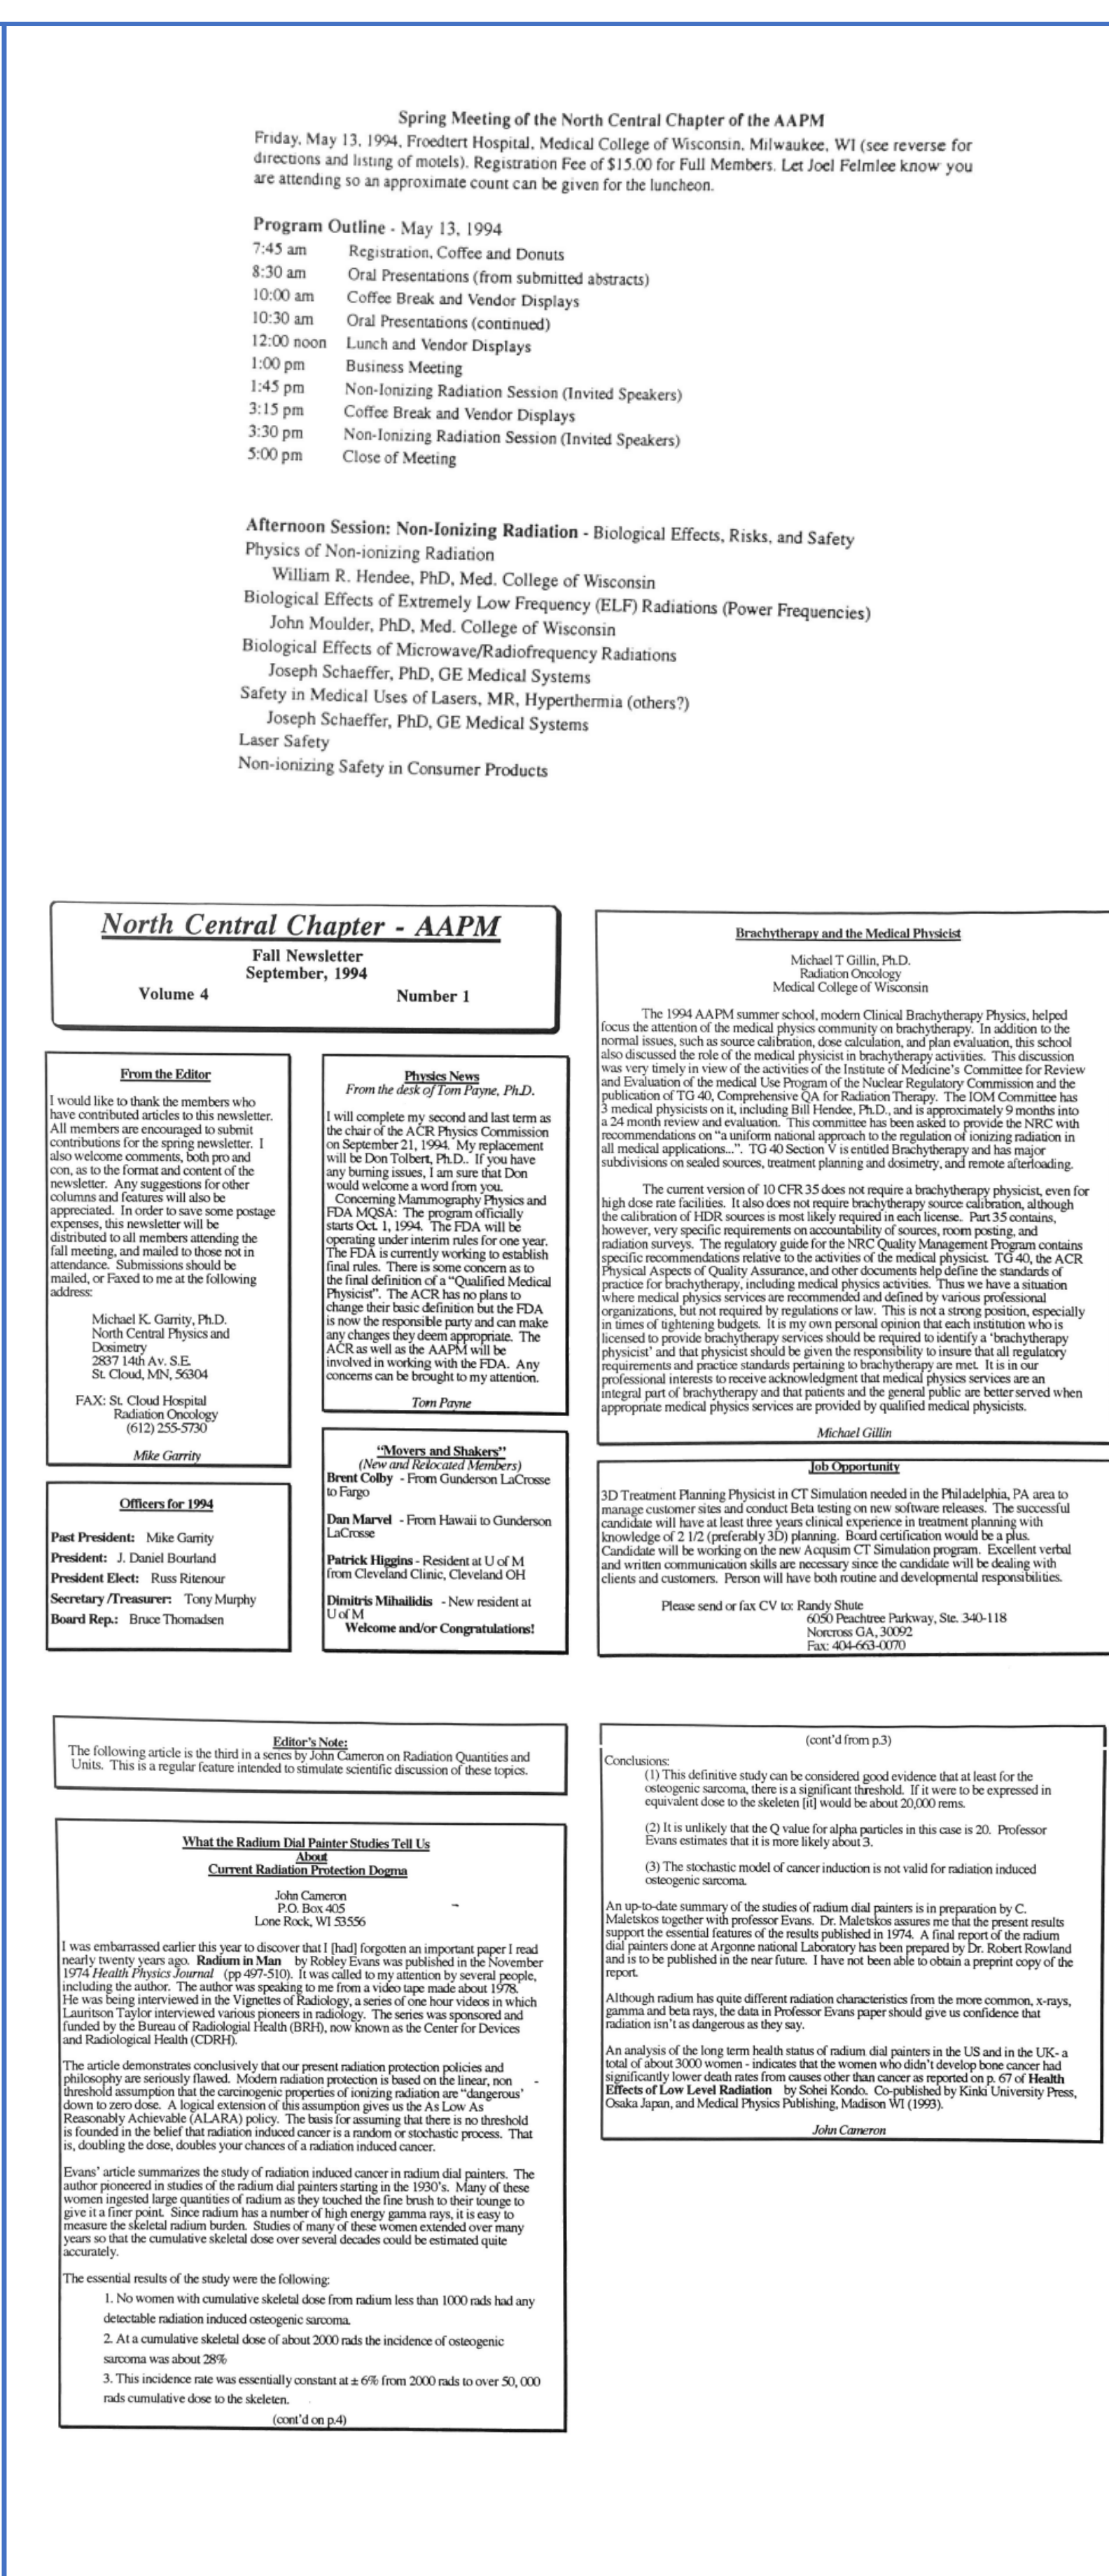 Spring Meeting of the North Central Chapter of the AAPM
Friday, May 13, 1994, Froedtert Hospital, Medical College of Wisconsin, Milwaukee, WI (see reverse for
directions and listing of motels). Registration Fee of $15.00 for Full Members. Let Joel Felmlee know you
are attending so an approximate count can be given for the luncheon.
Program Outline - May 13, 1994
7:45 am Registration, Coffee and Donuts
8:30 am Oral Presentations (from submitted abstracts)
10:00 am Coffee Break and Vendor Displays
10:30 am Oral Presentations (continued)
12:00 noon Lunch and Vendor Displays
1:00 pm Business Meeting
1:45 pm Non-Ionizing Radiation Session (Invited Speakers)
3:15 pm Coffee Break and Vendor Displays
3:30 pm Non-Ionizing Radiation Session (Invited Speakers)
5:00 pm Close of Meeting
Afternoon Session: Non-Ionizing Radiation - Biological Effects, Risks, and Safety
Physics of Non-ionizing Radiation
William R. Hendee, PhD, Med. College of Wisconsin
Biological Effects of Extremely Low Frequency (ELF) Radiations (Power Frequencies)
John Moulder, PhD, Med. College of Wisconsin
Biological Effects of Microwave/Radiofrequency Radiations
Joseph Schaeffer, PhD, GE Medical Systems
Safety in Medical Uses of Lasers, MR, Hyperthermia (others?)
Joseph Schaeffer, PhD, GE Medical Systems
Laser Safety
Non-ionizing Safety in Consumer Products
North Central Chapter - AAPM
Fall Newsletter
September, 1994
Volume 4 Number 1
From the Editor
I would like to thank the members who
have contributed articles to this newsletter.
All members are encouraged to submit
contributions for the spring newsletter. I
also welcome comments, both pro and
con, as to the format and content of the
newsletter. Any suggestions for other
columns and features will also be
appreciated. In order to save some postage
expenses, this newsletter will be
distributed to all members attending the
fall meeting, and mailed to those not in
attendance. Submissions should be
mailed, or Faxed to me at the following
address:
Michael K. Garrity, Ph.D.
North Central Physics and
Dosimetry
2837 14th Av. S.E.
St. Cloud, MN, 56304
FAX: St. Cloud Hospital
Radiation Oncology
(612) 255-5730
Mike Garrity
Officers for 1994
Past President: Mike Garrity
President: J. Daniel Bourland
President Elect: Russ Ritenour
Secretary /Treasurer: Tony Murphy
Board Rep.: Bruce Thomadsen
Physics News
From the desk of Tom Payne, Ph.D.
I will complete my second and last term as
the chair of the ACR Physics Commission
on September 21, 1994. My replacement
will be Don Tolbert, Ph.D.. If you have
any burning issues, I am sure that Don
would welcome a word from you.
Concerning Mammography Physics and
FDA MQSA: The program officially
starts Oct. 1, 1994. The FDA will be
operating under interim rules for one year.
The FDA is currently working to establish
final rules. There is some concern as to
the final definition of a "Qualified Medical
Physicist". The ACR has no plans to
change their basic definition but the FDA
is now the responsible party and can make
any changes they deem appropriate. The
ACR as well as the AAPM will be
involved in working with the FDA. Any
concerns can be brought to my attention.
Tom Payne
"Movers and Shakers"
(New and Relocated Members)
Brent Colby - From Gunderson LaCrosse
to Fargo
Dan Marvel - From Hawaii to Gunderson
LaCrosse
Patrick Higgins - Resident at U of M
from Cleveland Clinic, Cleveland OH
Dimitris Mihailidis - New resident at
U of M
Welcome and/or Congratulations!
Brachytherapy and the Medical Physicist
Michael T Gillin, Ph.D.
Radiation Oncology
Medical College of Wisconsin
The 1994 AAPM summer school, modern Clinical Brachytherapy Physics, helped
focus the attention of the medical physics community on brachytherapy. In addition to the
normal issues, such as source calibration, dose calculation, and plan evaluation, this school
also discussed the role of the medical physicist in brachytherapy activities. This discussion
was very timely in view of the activities of the Institute of Medicine's Committee for Review
and Evaluation of the medical Use Program of the Nuclear Regulatory Commission and the
publication of TG 40, Comprehensive QA for Radiation Therapy. The IOM Committee has
3 medical physicists on it, including Bill Hendee, Ph.D., and is approximately 9 months into
a 24 month review and evaluation. This committee has been asked to provide the NRC with
recommendations on "a uniform national approach to the regulation of ionizing radiation in
all medical applications...". TG 40 Section V is entitled Brachytherapy and has major
subdivisions on sealed sources, treatment planning and dosimetry, and remote afterloading.
The current version of 10 CFR 35 does not require a brachytherapy physicist, even for
high dose rate facilities. It also does not require brachytherapy source calibration, although
the calibration of HDR sources is most likely required in each license. Part 35 contains,
however, very specific requirements on accountability of sources, room posting, and
radiation surveys. The regulatory guide for the NRC Quality Management Program contains
specific recommendations relative to the activities of the medical physicist. TG 40, the ACR
Physical Aspects of Quality Assurance, and other documents help define the standards of
practice for brachytherapy, including medical physics activities. Thus we have a situation
where medical physics services are recommended and defined by various professional
organizations, but not required by regulations or law. This is not a strong position, especially
in times of tightening budgets. It is my own personal opinion that each institution who is
licensed to provide brachytherapy services should be required to identify a 'brachytherapy
physicist' and that physicist should be given the responsibility to insure that all regulatory
requirements and practice standards pertaining to brachytherapy are met. It is in our
professional interests to receive acknowledgment that medical physics services are an
integral part of brachytherapy and that patients and the general public are better served when
appropriate medical physics services are provided by qualified medical physicists.
Michael Gillin
Job Opportunity
3D Treatment Planning Physicist in CT Simulation needed in the Philadelphia, PA area to
manage customer sites and conduct Beta testing on new software releases. The successful
candidate will have at least three years clinical experience in treatment planning with
knowledge of 2 1/2 (preferably 3D) planning. Board certification would be a plus.
Candidate will be working on the new Acqusim CT Simulation program. Excellent verbal
and written communication skills are necessary since the candidate will be dealing with
clients and customers. Person will have both routine and developmental responsibilities.
Please send or fax CV to: Randy Shute
6050 Peachtree Parkway, Ste. 340-118
Norcross GA, 30092
Fax: 404-663-0070
Editor's Note:
The following article is the third in a series by John Cameron on Radiation Quantities and
Units. This is a regular feature intended to stimulate scientific discussion of these topics.
What the Radium Dial Painter Studies Tell Us
About
Current Radiation Protection Dogma
John Cameron
P.O. Box 405
Lone Rock, WI 53556
I was embarrassed earlier this year to discover that I [had] forgotten an important paper I read
nearly twenty years ago. Radium in Man by Robley Evans was published in the November
1974 Health Physics Journal (pp 497-510). It was called to my attention by several people,
including the author. The author was speaking to me from a video tape made about 1978.
He was being interviewed in the Vignettes of Radiology, a series of one hour videos in which
Lauritson Taylor interviewed various pioneers in radiology. The series was sponsored and
funded by the Bureau of Radiologial Health (BRH), now known as the Center for Devices
and Radiological Health (CDRH).
The article demonstrates conclusively that our present radiation protection policies and
philosophy are seriously flawed. Modern radiation protection is based on the linear, non -
threshold assumption that the carcinogenic properties of ionizing radiation are "dangerous'
down to zero dose. A logical extension of this assumption gives us the As Low As
Reasonably Achievable (ALARA) policy. The basis for assuming that there is no threshold
is founded in the belief that radiation induced cancer is a random or stochastic process. That
is, doubling the dose, doubles your chances of a radiation induced cancer.
Evans' article summarizes the study of radiation induced cancer in radium dial painters. The
author pioneered in studies of the radium dial painters starting in the 1930's. Many of these
women ingested large quantities of radium as they touched the fine brush to their tounge to
give it a finer point. Since radium has a number of high energy gamma rays, it is easy to
measure the skeletal radium burden. Studies of many of these women extended over many
years so that the cumulative skeletal dose over several decades could be estimated quite
accurately.
The essential results of the study were the following:
1. No women with cumulative skeletal dose from radium less than 1000 rads had any
detectable radiation induced osteogenic sarcoma.
2. At a cumulative skeletal dose of about 2000 rads the incidence of osteogenic
sarcoma was about 28%
3. This incidence rate was essentially constant at ± 6% from 2000 rads to over 50, 000
rads cumulative dose to the skeleten.
(cont'd on p.4)
(cont'd from p.3)
Conclusions:
(1) This definitive study can be considered good evidence that at least for the
osteogenic sarcoma, there is a significant threshold. If it were to be expressed in
equivalent dose to the skeleten [it] would be about 20,000 rems.
(2) It is unlikely that the Q value for alpha particles in this case is 20. Professor
Evans estimates that it is more likely about 3.
(3) The stochastic model of cancer induction is not valid for radiation induced
osteogenic sarcoma.
An up-to-date summary of the studies of radium dial painters is in preparation by C.
Maletskos together with professor Evans. Dr. Maletskos assures me that the present results
support the essential features of the results published in 1974. A final report of the radium
dial painters done at Argonne national Laboratory has been prepared by Dr. Robert Rowland
and is to be published in the near future. I have not been able to obtain a preprint copy of the
report.
Although radium has quite different radiation characteristics from the more common, x-rays,
gamma and beta rays, the data in Professor Evans paper should give us confidence that
radiation isn't as dangerous as they say.
An analysis of the long term health status of radium dial painters in the US and in the UK- a
total of about 3000 women - indicates that the women who didn't develop bone cancer had
significantly lower death rates from causes other than cancer as reported on p. 67 of Health
Effects of Low Level Radiation by Sohei Kondo. Co-published by Kinki University Press,
Osaka Japan, and Medical Physics Publishing, Madison WI (1993).
John Cameron